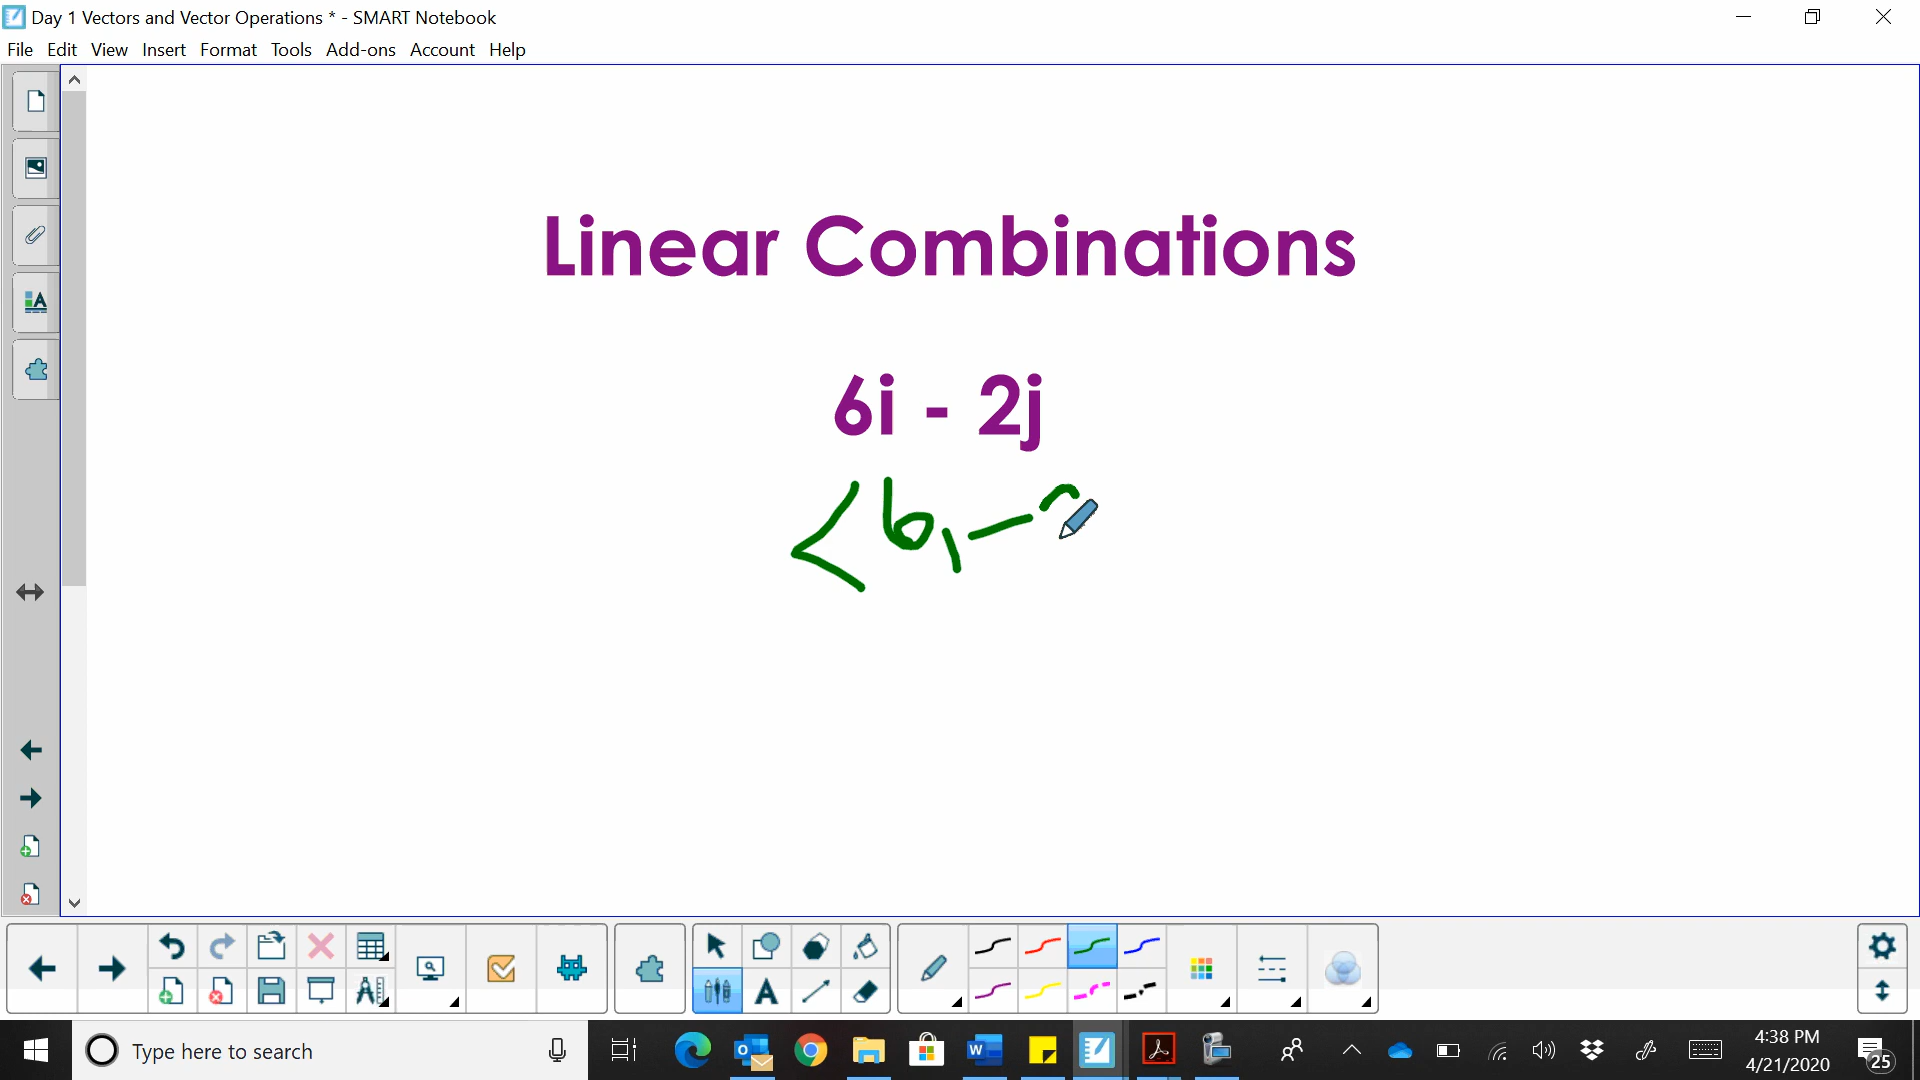 Day 1 Vectors and Vector Operations * - SMART Notebook
File Edit View Insert Format Tools Add-ons Account Help
Linear Combinations
6i - 2j
<6, -2
Type here to search
4:38 PM
4/21/2020
25